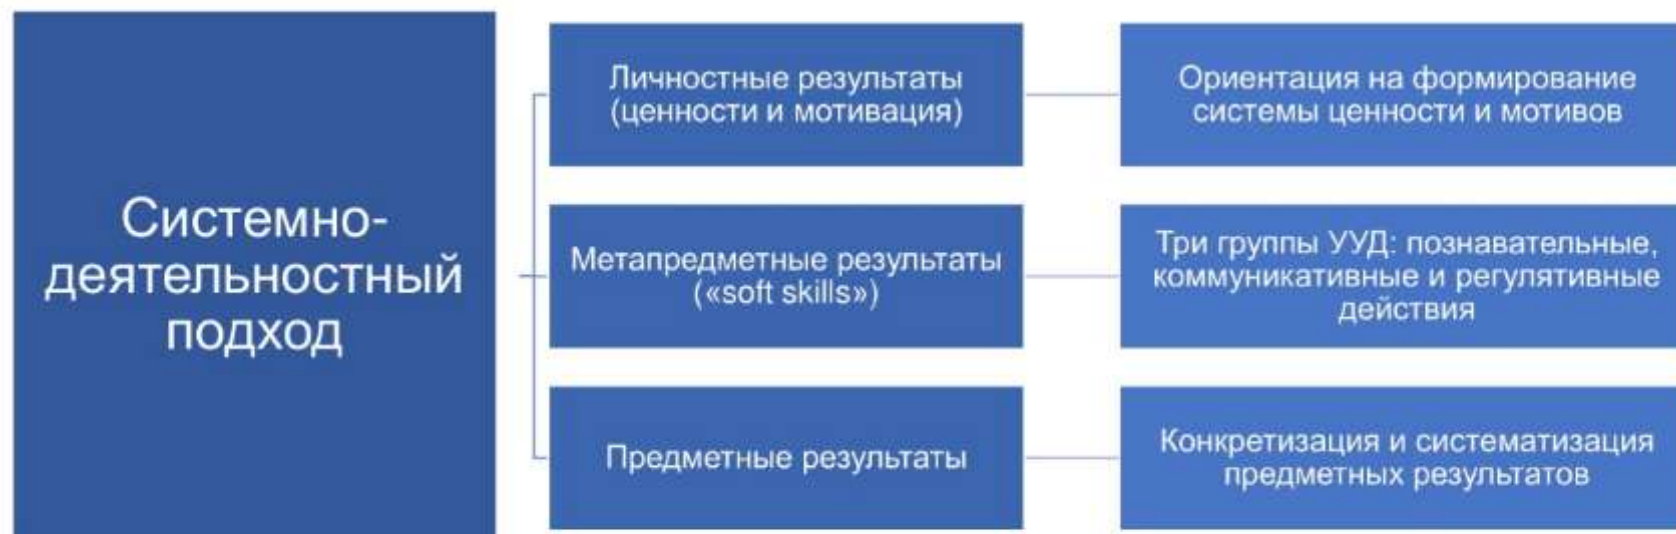 Системно-
деятельностный
подход
Личностные результаты
(ценности и мотивация)
Ориентация на формирование
системы ценности и мотивов
Метапредметные результаты
(«soft skills»)
Три группы УУД: познавательные,
коммуникативные и регулятивные
действия
Предметные результаты
Конкретизация и систематизация
предметных результатов